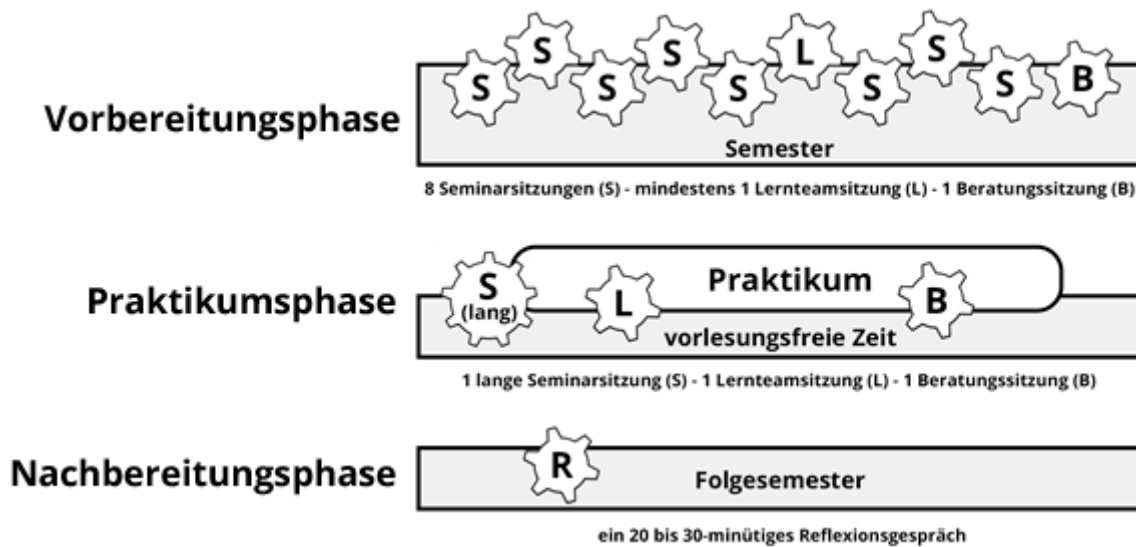 S S S S S L S S S B
Vorbereitungsphase
Semester
8 Seminarsitzungen (S) - mindestens 1 Lernteamsitzung (L) - 1 Beratungssitzung (B)
Praktikumsphase
S
(lang)
Praktikum
L
B
vorlesungsfreie Zeit
1 lange Seminarsitzung (S) - 1 Lernteamsitzung (L) - 1 Beratungssitzung (B)
Nachbereitungsphase
R
Folgesemester
ein 20 bis 30-minütiges Reflexionsgespräch